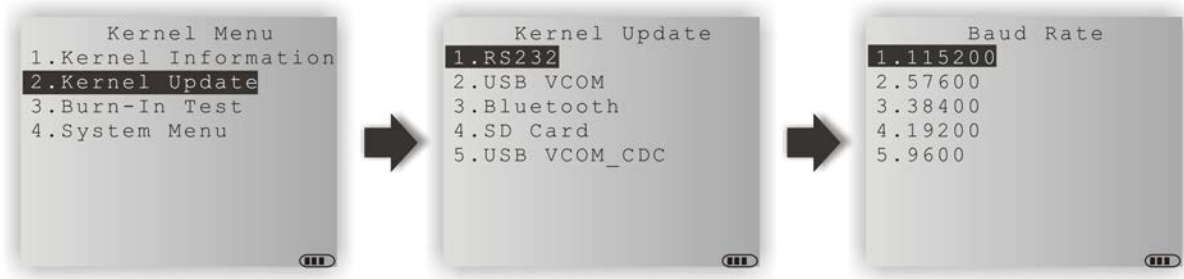 Kernel Menu
1.Kernel Information
2.Kernel Update
3.Burn-In Test
4.System Menu
Kernel Update
1.RS232
2.USB VCOM
3.Bluetooth
4.SD Card
5.USB VCOM_CDC
Baud Rate
1.115200
2.57600
3.38400
4.19200
5.9600